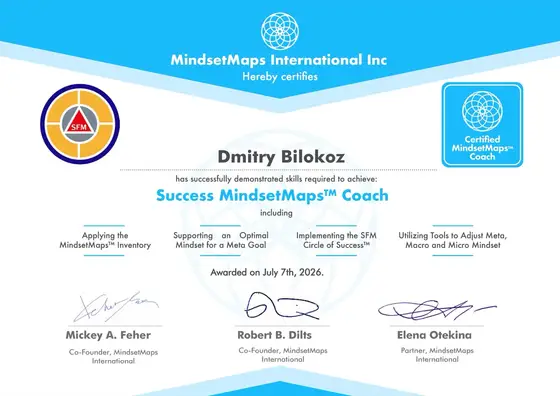 MindsetMaps International Inc
Hereby certifies
SFM
Certified
MindsetMaps™
Coach
Dmitry Bilokoz
has successfully demonstrated skills required to achieve:
Success MindsetMaps™ Coach
including
Applying the
MindsetMaps™ Inventory
Supporting an Optimal
Mindset for a Meta Goal
Implementing the SFM
Circle of Success™
Utilizing Tools to Adjust Meta,
Macro and Micro Mindset
Awarded on July 7th, 2026.
Mickey A. Feher
Co-Founder, MindsetMaps
International
Robert B. Dilts
Co-Founder, MindsetMaps
International
Elena Otekina
Partner, MindsetMaps
International